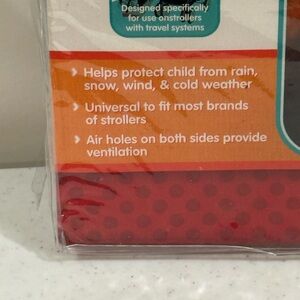 Designed specifically
for use onstrollers
with travel systems
› Helps protect child from rain,
snow, wind, & cold weather
› Universal to fit most brands
of strollers
› Air holes on both sides provide
ventilation